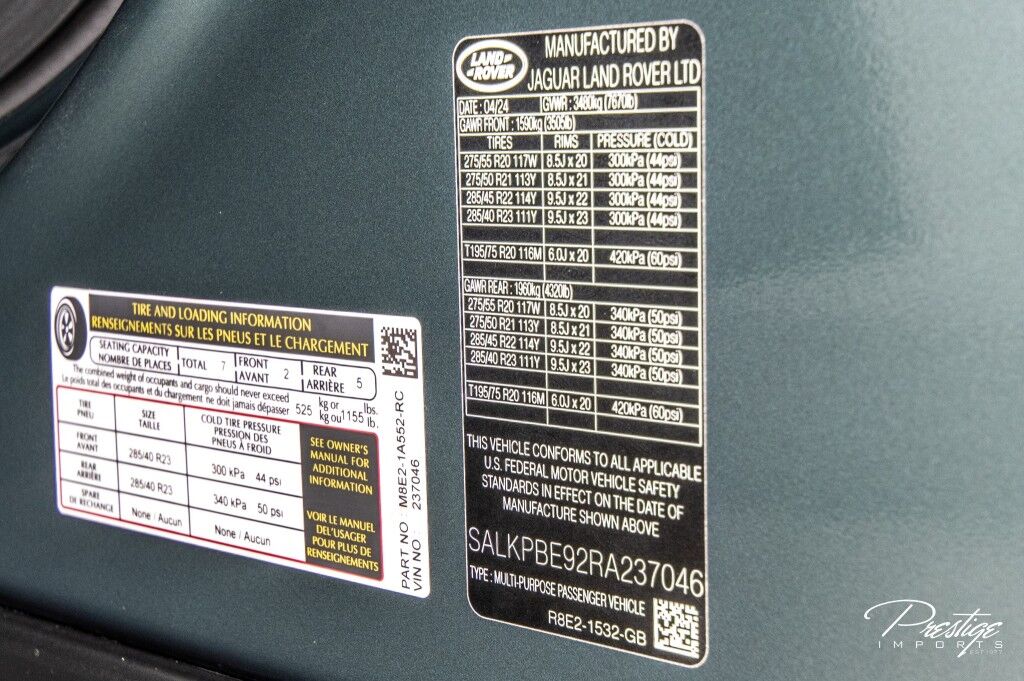 TIRE AND LOADING INFORMATION
RENSEIGNEMENTS SUR LES PNEUS ET LE CHARGEMENT
SEATING CAPACITY
NOMBRE DE PLACES
TOTAL 7
FRONT
AVANT 2
REAR
ARRIÈRE 5
The combined weight of occupants and cargo should never exceed
Le poids total des occupants et du chargement ne doit jamais dépasser
525 kg or 1155 lbs.
kg ou lb.
TIRE
PNEU
SIZE
TAILLE
COLD TIRE PRESSURE
PRESSION DES
PNEUS À FROID
FRONT
AVANT
285/40 R23
300 kPa 44 psi
REAR
ARRIÈRE
285/40 R23
340 kPa 50 psi
SPARE
DE RECHANGE
None / Aucun
None / Aucun
SEE OWNER'S
MANUAL FOR
ADDITIONAL
INFORMATION
VOIR LE MANUEL
DEL'USAGER
POUR PLUS DE
RENSEIGNEMENTS
PART NO : M8E2-1A552-RC
VIN NO 237046
LAND-
-ROVER
MANUFACTURED BY
JAGUAR LAND ROVER LTD
DATE : 04/24 GVWR : 3480kg (7670lb)
GAWR FRONT : 1590kg (3505lb)
TIRES RIMS PRESSURE (COLD)
275/55 R20 117W 8.5J x 20 300kPa (44psi)
275/50 R21 113Y 8.5J x 21 300kPa (44psi)
285/45 R22 114Y 9.5J x 22 300kPa (44psi)
285/40 R23 111Y 9.5J x 23 300kPa (44psi)
T195/75 R20 116M 6.0J x 20 420kPa (60psi)
GAWR REAR : 1960kg (4320lb)
275/55 R20 117W 8.5J x 20 340kPa (50psi)
275/50 R21 113Y 8.5J x 21 340kPa (50psi)
285/45 R22 114Y 9.5J x 22 340kPa (50psi)
285/40 R23 111Y 9.5J x 23 340kPa (50psi)
T195/75 R20 116M 6.0J x 20 420kPa (60psi)
THIS VEHICLE CONFORMS TO ALL APPLICABLE
U.S. FEDERAL MOTOR VEHICLE SAFETY
STANDARDS IN EFFECT ON THE DATE OF
MANUFACTURE SHOWN ABOVE
SALKPBE92RA237046
TYPE : MULTI-PURPOSE PASSENGER VEHICLE
R8E2-1532-GB
Prestige
IMPORTS
EST 1977